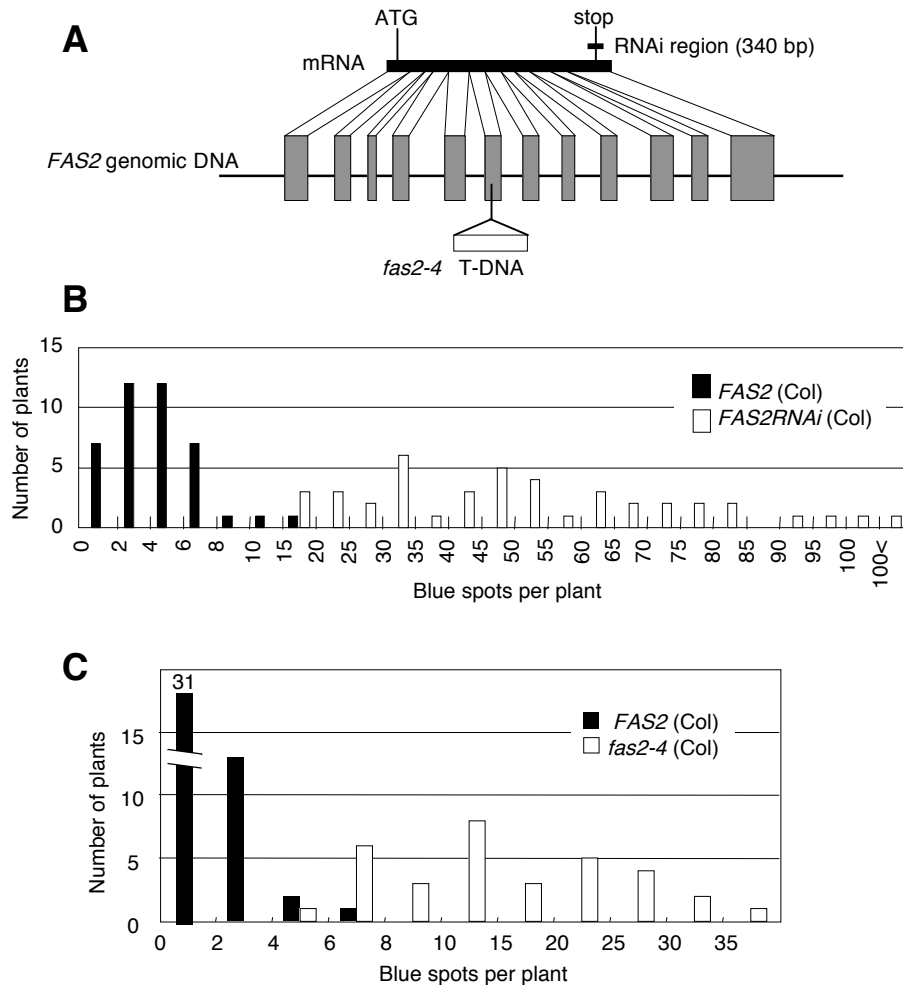 A
ATG
stop
RNAi region (340 bp)
mRNA
FAS2 genomic DNA
fas2-4 T-DNA
B
15
10
5
0
Number of plants
FAS2 (Col)
FAS2RNAi (Col)
0 2 4 6 8 10 15 20 25 30 35 40 45 50 55 60 65 70 73 80 85 90 95 100 100<
Blue spots per plant
C
31
15
10
5
0
Number of plants
FAS2 (Col)
fas2-4 (Col)
0 2 4 6 8 10 15 20 25 30 35
Blue spots per plant